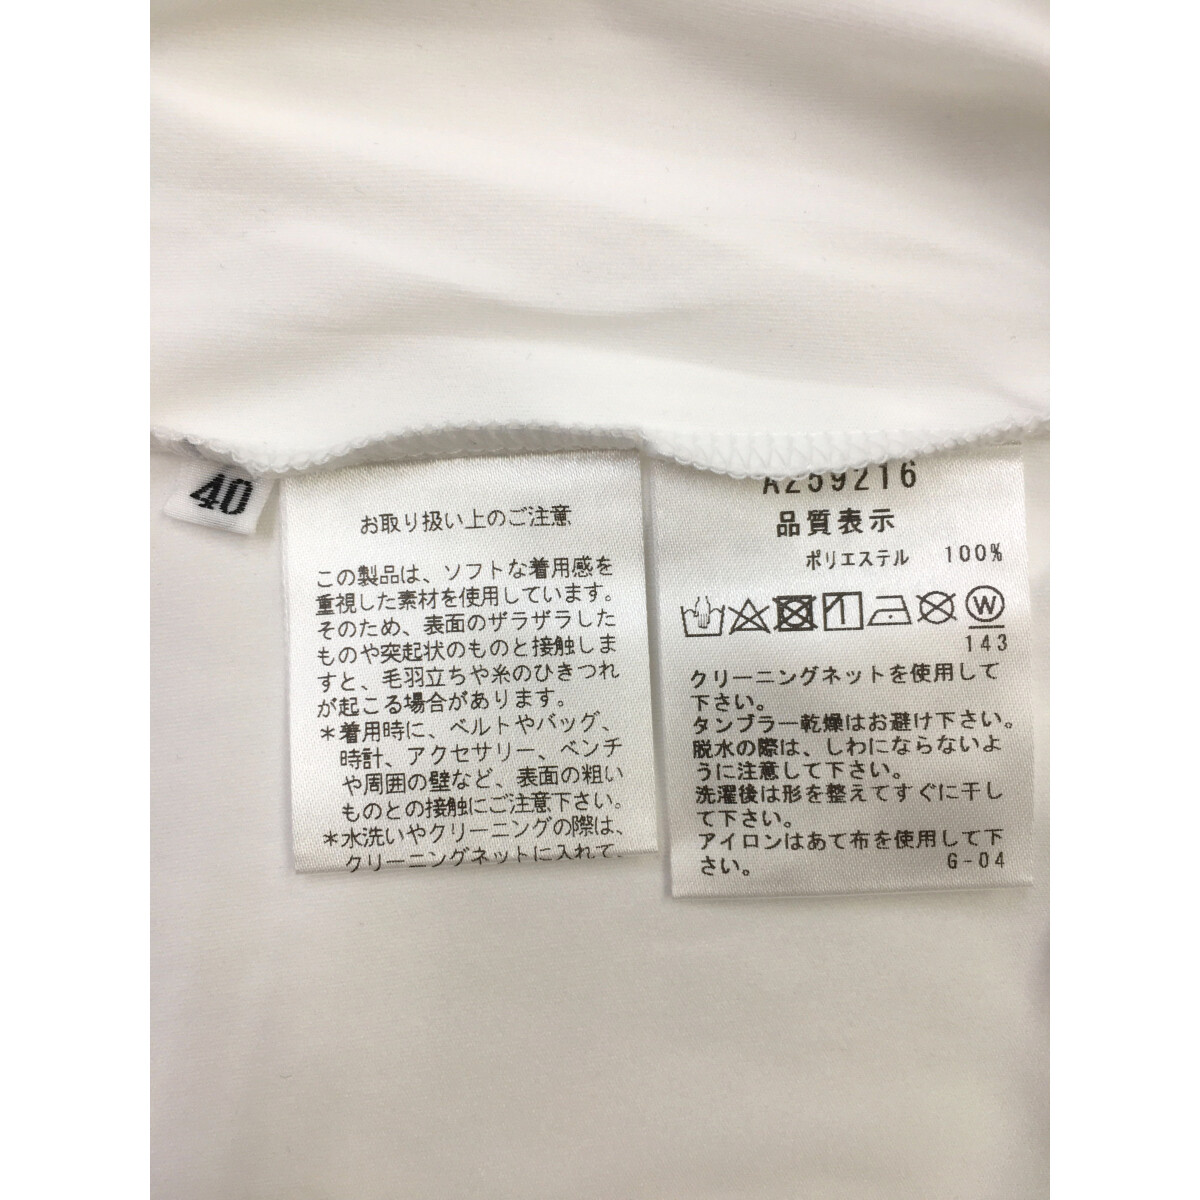 40
お取り扱い上のご注意
この製品は、ソフトな着用感を
重視した素材を使用しています。
そのため、表面のザラザラした
ものや突起状のものと接触しま
すと、毛羽立ちや糸のひきつれ
が起こる場合があります。
*着用時に、ベルトやバッグ、
時計、アクセサリー、ベンチ
や周囲の壁など、表面の粗い
ものとの接触にご注意下さい。
*水洗いやクリーニングの際は、
クリーニングネットに入れて、
A259216
品質表示
ポリエステル 100%
W
143
クリーニングネットを使用して
下さい。
タンブラー乾燥はお避け下さい。
脱水の際は、しわにならないよ
うに注意して下さい。
洗濯後は形を整えてすぐに干し
て下さい。
アイロンはあて布を使用して下
さい。 G-04